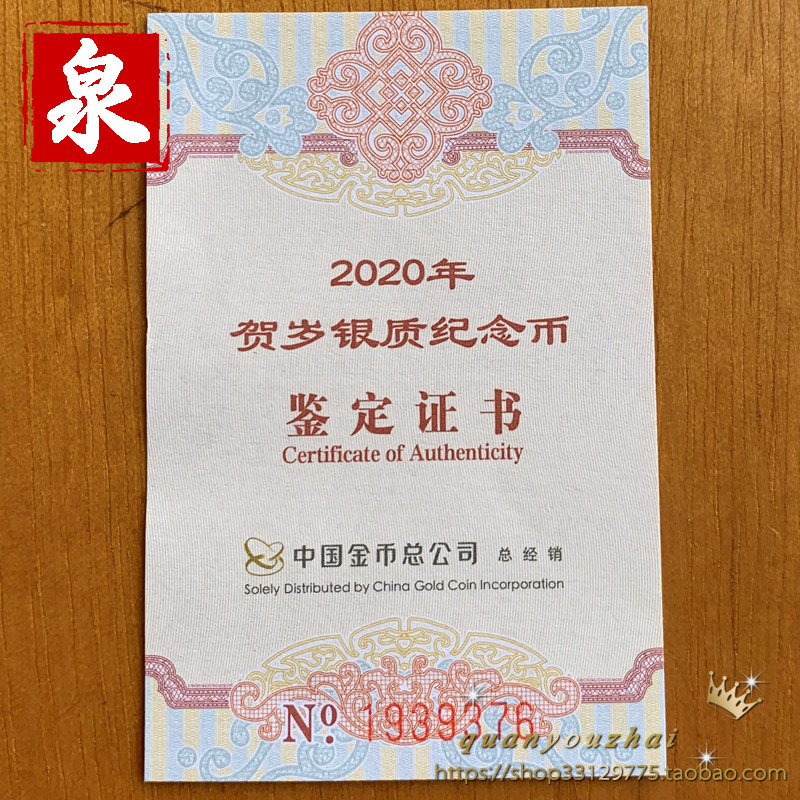 泉
2020年
贺岁银质纪念币
鉴定证书
Certificate of Authenticity
中国金币总公司 总经销
Solely Distributed by China Gold Coin Incorporation
Nº. 1939376
quanyouzhai
https://shop33129775.taobao.com